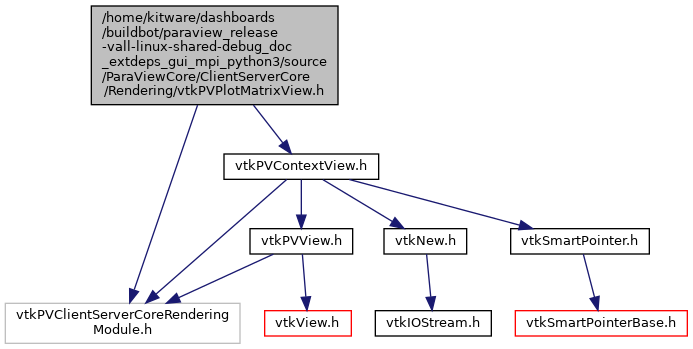 /home/kitware/dashboards
/buildbot/paraview_release
-vall-linux-shared-debug_doc
_extdeps_gui_mpi_python3/source
/ParaViewCore/ClientServerCore
/Rendering/vtkPVPlotMatrixView.h
vtkPVContextView.h
vtkPVView.h
vtkNew.h
vtkSmartPointer.h
vtkPVClientServerCoreRendering
Module.h
vtkView.h
vtkIOStream.h
vtkSmartPointerBase.h